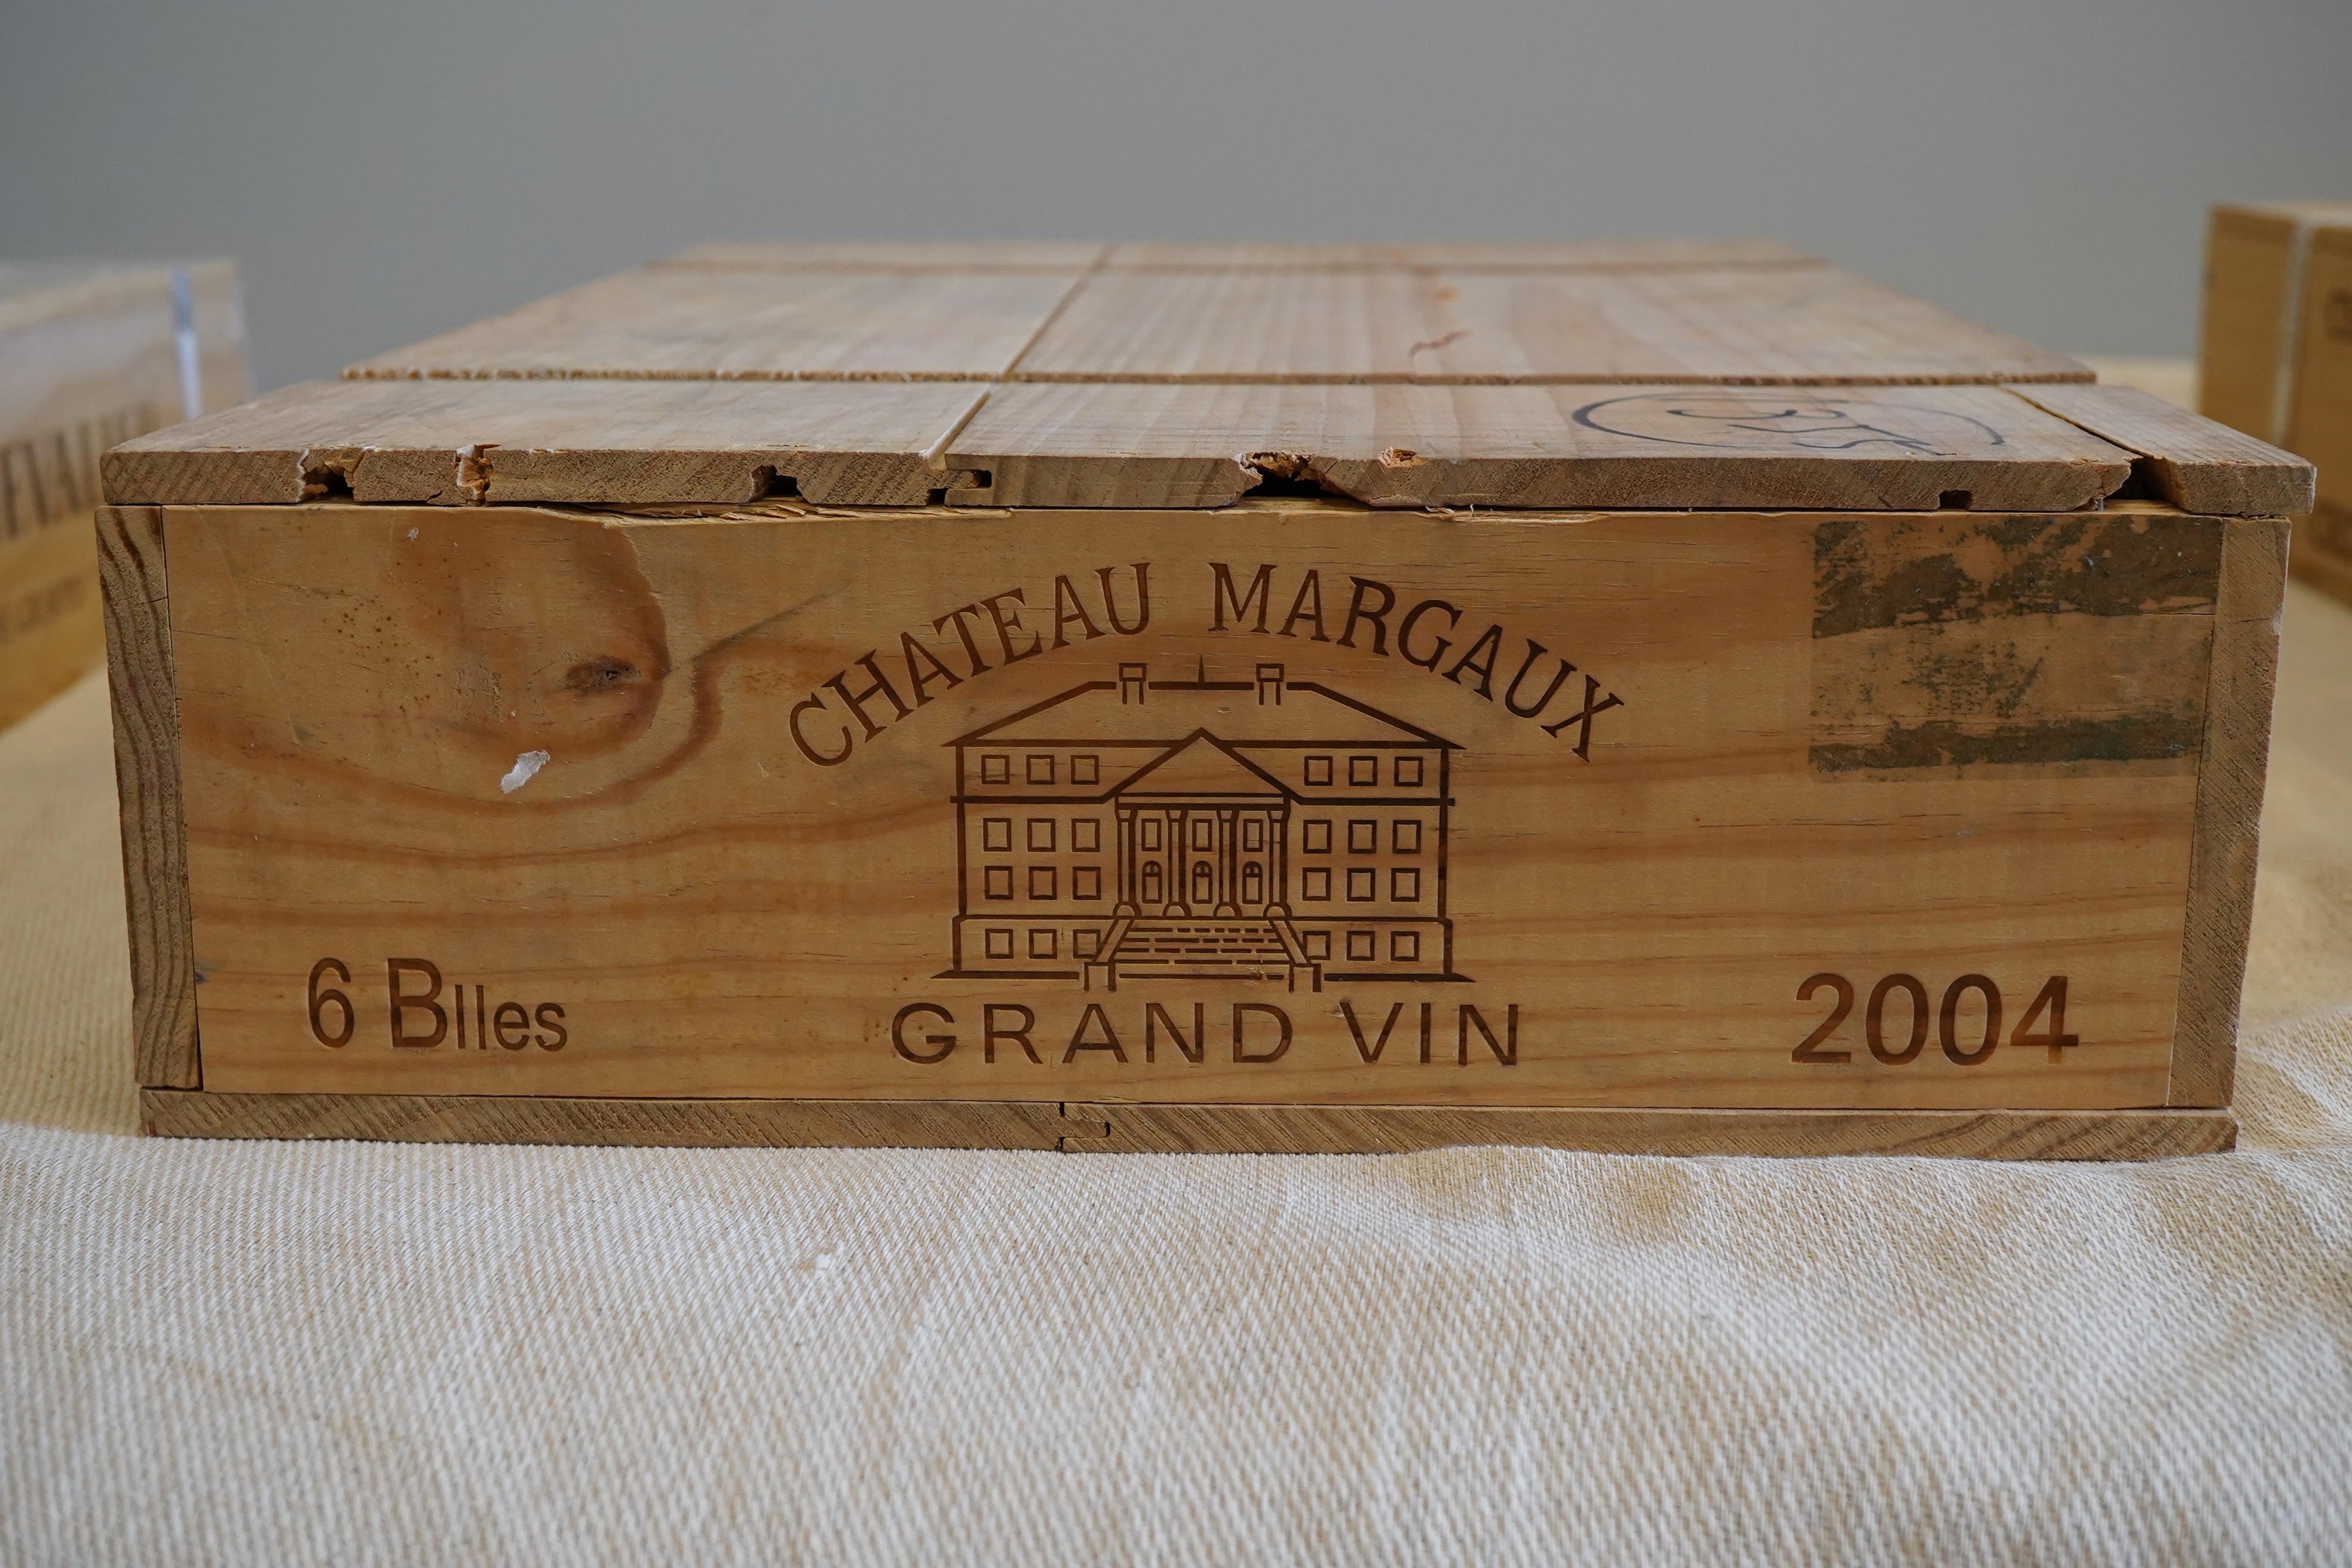 CHATEAU MARGAUX
6 Blles
GRAND VIN
2004